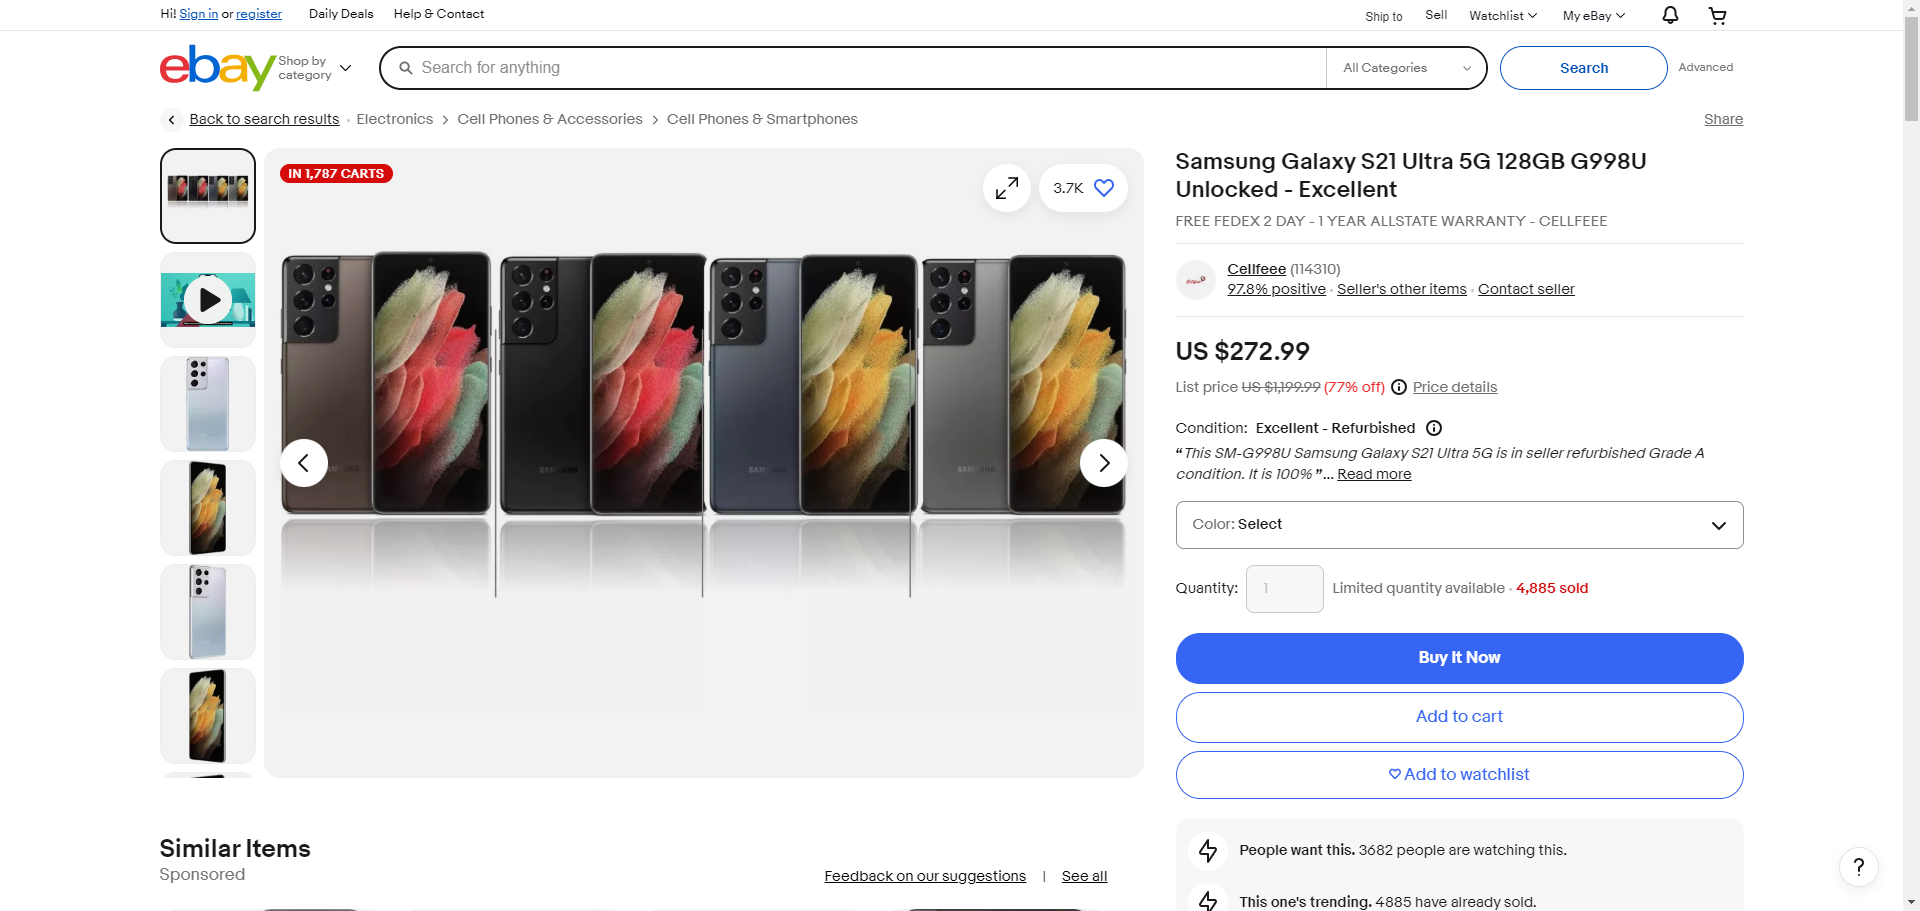 Hi! Sign in or register
Daily Deals
Help & Contact
Ship to
Sell
Watchlist
My eBay
ebay
Shop by category
Search for anything
All Categories
Search
Advanced
Back to search results
Electronics
Cell Phones & Accessories
Cell Phones & Smartphones
Share
IN 1,787 CARTS
3.7K
SAMSUNG
SAMSUNG
SAMSUNG
Samsung Galaxy S21 Ultra 5G 128GB G998U
Unlocked - Excellent
FREE FEDEX 2 DAY - 1 YEAR ALLSTATE WARRANTY - CELLFEEE
Cellfeee (114310)
97.8% positive · Seller's other items · Contact seller
US $272.99
List price US $1,199.99 (77% off) Price details
Condition: Excellent - Refurbished
“This SM-G998U Samsung Galaxy S21 Ultra 5G is in seller refurbished Grade A
condition. It is 100%”... Read more
Color: Select
Quantity: 1 Limited quantity available · 4,885 sold
Buy It Now
Add to cart
Add to watchlist
People want this. 3682 people are watching this.
This one's trending. 4885 have already sold.
Similar Items
Sponsored
Feedback on our suggestions | See all
?